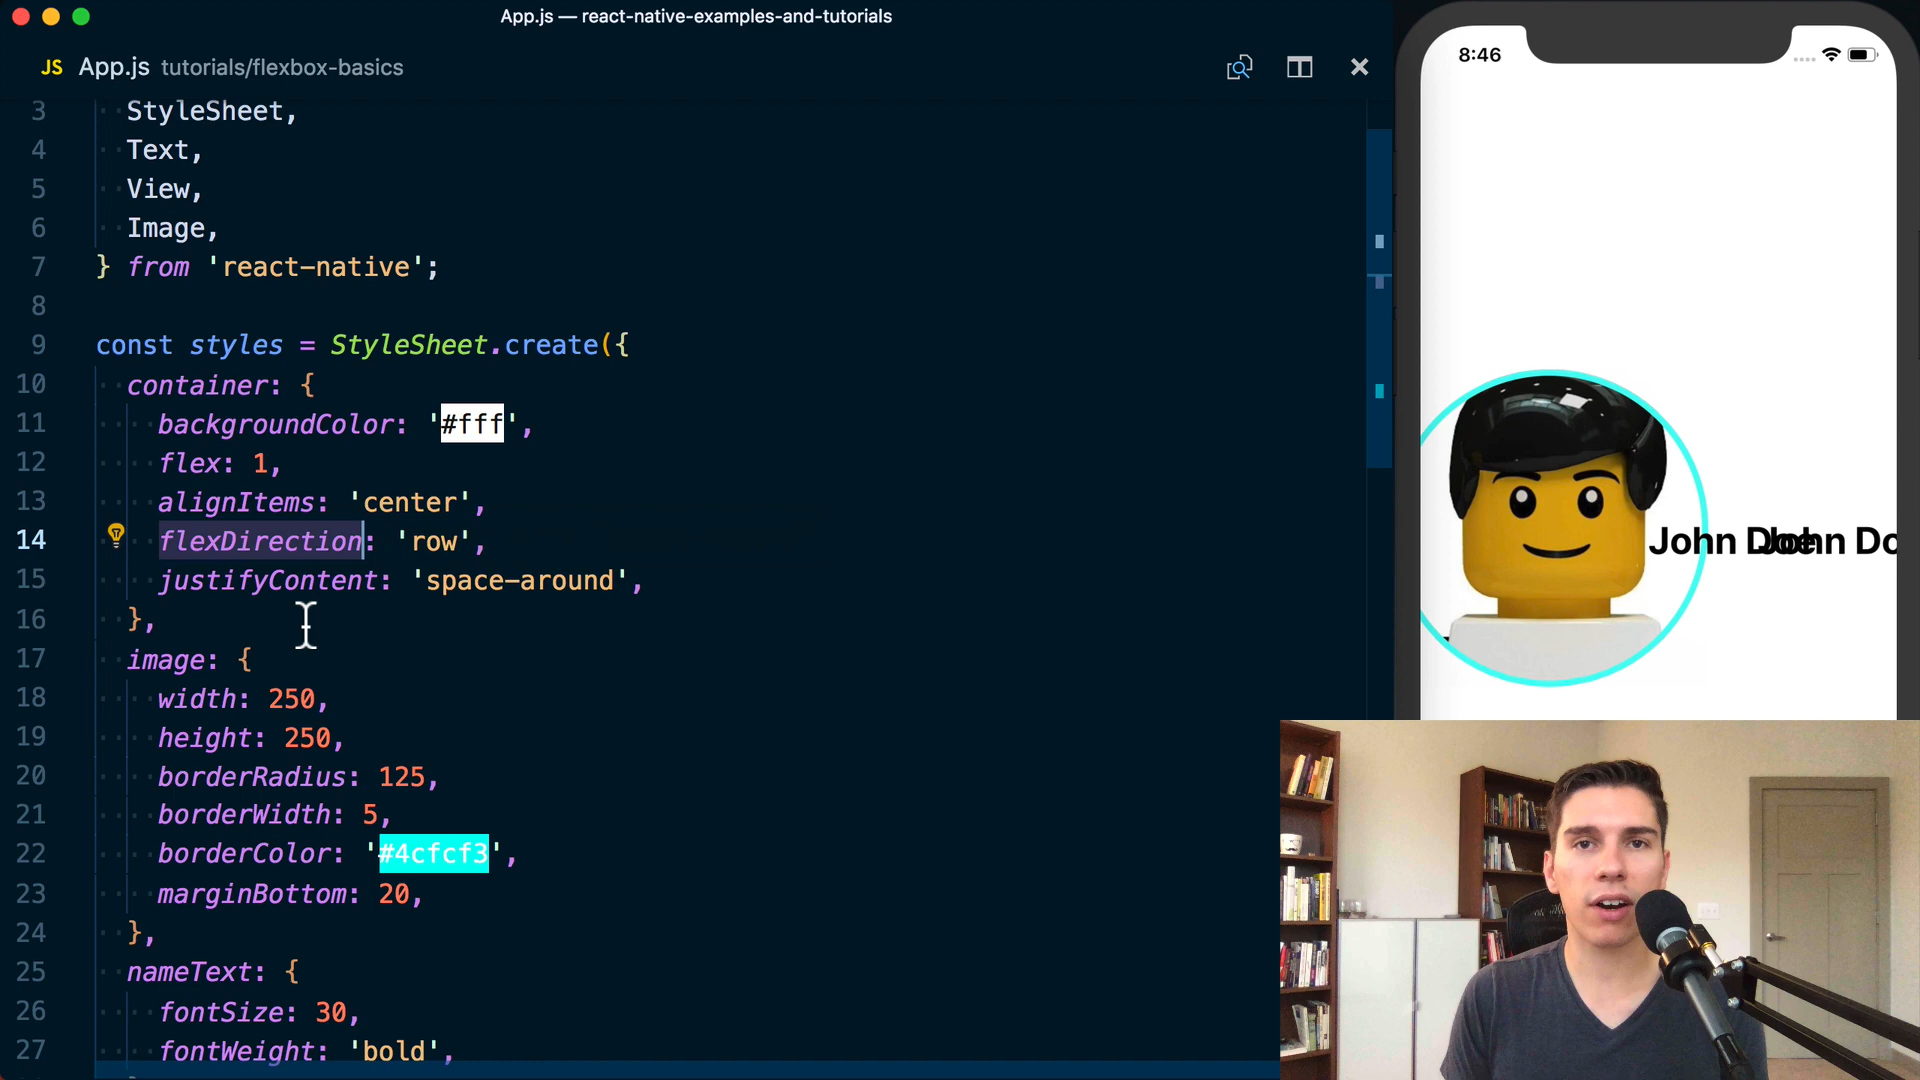 App.js — react-native-examples-and-tutorials
JS App.js tutorials/flexbox-basics
3 StyleSheet,
4 Text,
5 View,
6 Image,
7 } from 'react-native';
8
9 const styles = StyleSheet.create({
10 container: {
11 backgroundColor: '#fff',
12 flex: 1,
13 alignItems: 'center',
14 flexDirection: 'row',
15 justifyContent: 'space-around',
16 },
17 image: {
18 width: 250,
19 height: 250,
20 borderRadius: 125,
21 borderWidth: 5,
22 borderColor: '#4cfcf3',
23 marginBottom: 20,
24 },
25 nameText: {
26 fontSize: 30,
27 fontWeight: 'bold',
8:46
John Doe
John Do